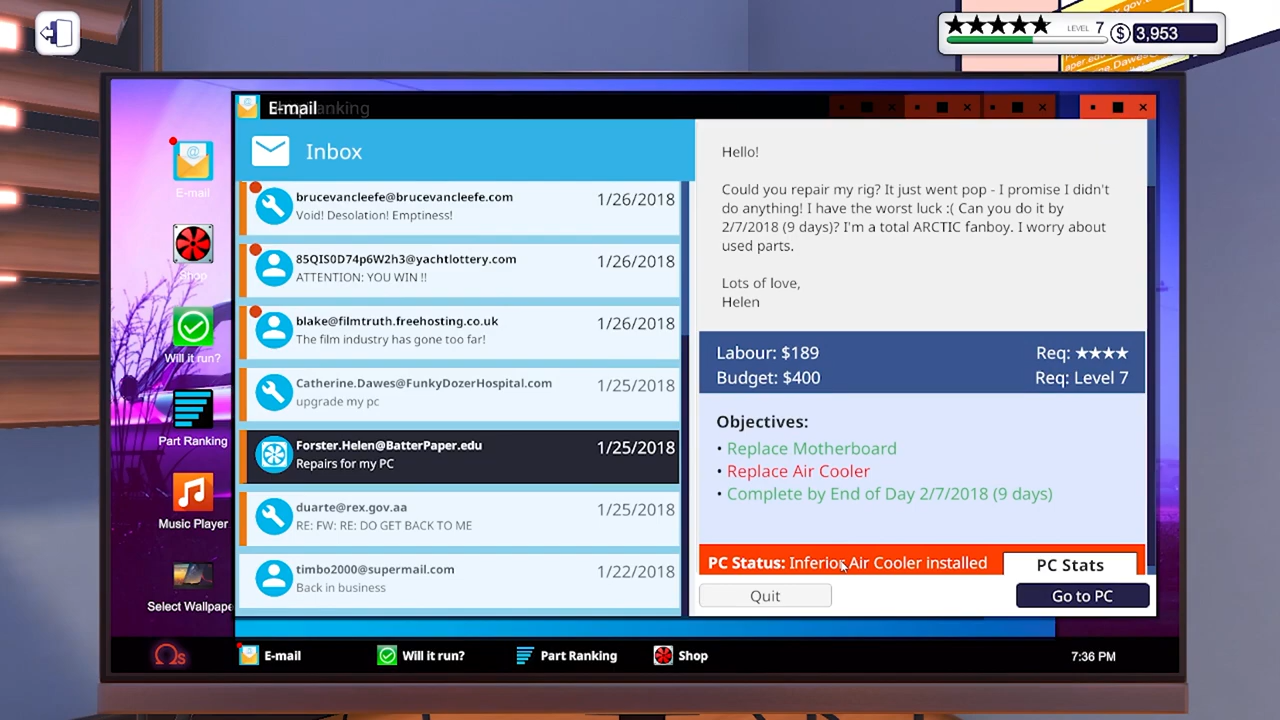 LEVEL 7
$ 3,953
E-mail
Inbox
brucevancleefe@brucevancleefe.com 1/26/2018
Void! Desolation! Emptiness!
85QIS0D74p6W2h3@yachtlottery.com 1/26/2018
ATTENTION: YOU WIN !!
blake@filmtruth.freehosting.co.uk 1/26/2018
The film industry has gone too far!
Catherine.Dawes@FunkyDozerHospital.com 1/25/2018
upgrade my pc
Forster.Helen@BatterPaper.edu 1/25/2018
Repairs for my PC
duarte@rex.gov.aa 1/25/2018
RE: FW: RE: DO GET BACK TO ME
timbo2000@supermail.com 1/22/2018
Back in business
Hello!
Could you repair my rig? It just went pop - I promise I didn't
do anything! I have the worst luck :( Can you do it by
2/7/2018 (9 days)? I'm a total ARCTIC fanboy. I worry about
used parts.
Lots of love,
Helen
Labour: $189 Req: ★★★★
Budget: $400 Req: Level 7
Objectives:
• Replace Motherboard
• Replace Air Cooler
• Complete by End of Day 2/7/2018 (9 days)
PC Status: Inferior Air Cooler installed
PC Stats
Quit
Go to PC
E-mail
Shop
Will it run?
Part Ranking
Music Player
Select Wallpape
Ωs
E-mail
Will it run?
Part Ranking
Shop
7:36 PM